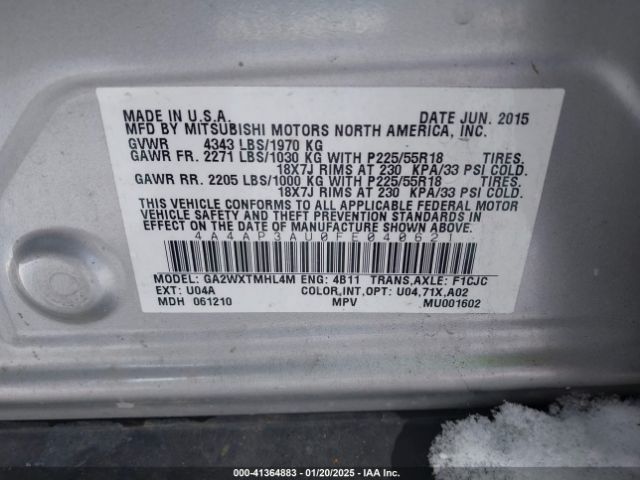 MADE IN U.S.A. DATE JUN. 2015
MFD BY MITSUBISHI MOTORS NORTH AMERICA, INC.
GVWR 4343 LBS/1970 KG
GAWR FR. 2271 LBS/1030 KG WITH P225/55R18 TIRES.
18X7J RIMS AT 230 KPA/33 PSI COLD.
GAWR RR. 2205 LBS/1000 KG WITH P225/55R18 TIRES.
18X7J RIMS AT 230 KPA/33 PSI COLD.
THIS VEHICLE CONFORMS TO ALL APPLICABLE FEDERAL MOTOR
VEHICLE SAFETY AND THEFT PREVENTION STANDARDS IN
EFFECT ON THE DATE OF MANUFACTURE SHOWN ABOVE.
4A4AP3AU0FE040621
MODEL: GA2WXTMHL4M ENG: 4B11 TRANS,AXLE: F1CJC
EXT: U04A COLOR,INT,OPT: U04,71X,A02
MDH 061210 MPV MU001602
000-41364883 - 01/20/2025 - IAA HOLDINGS, LLC